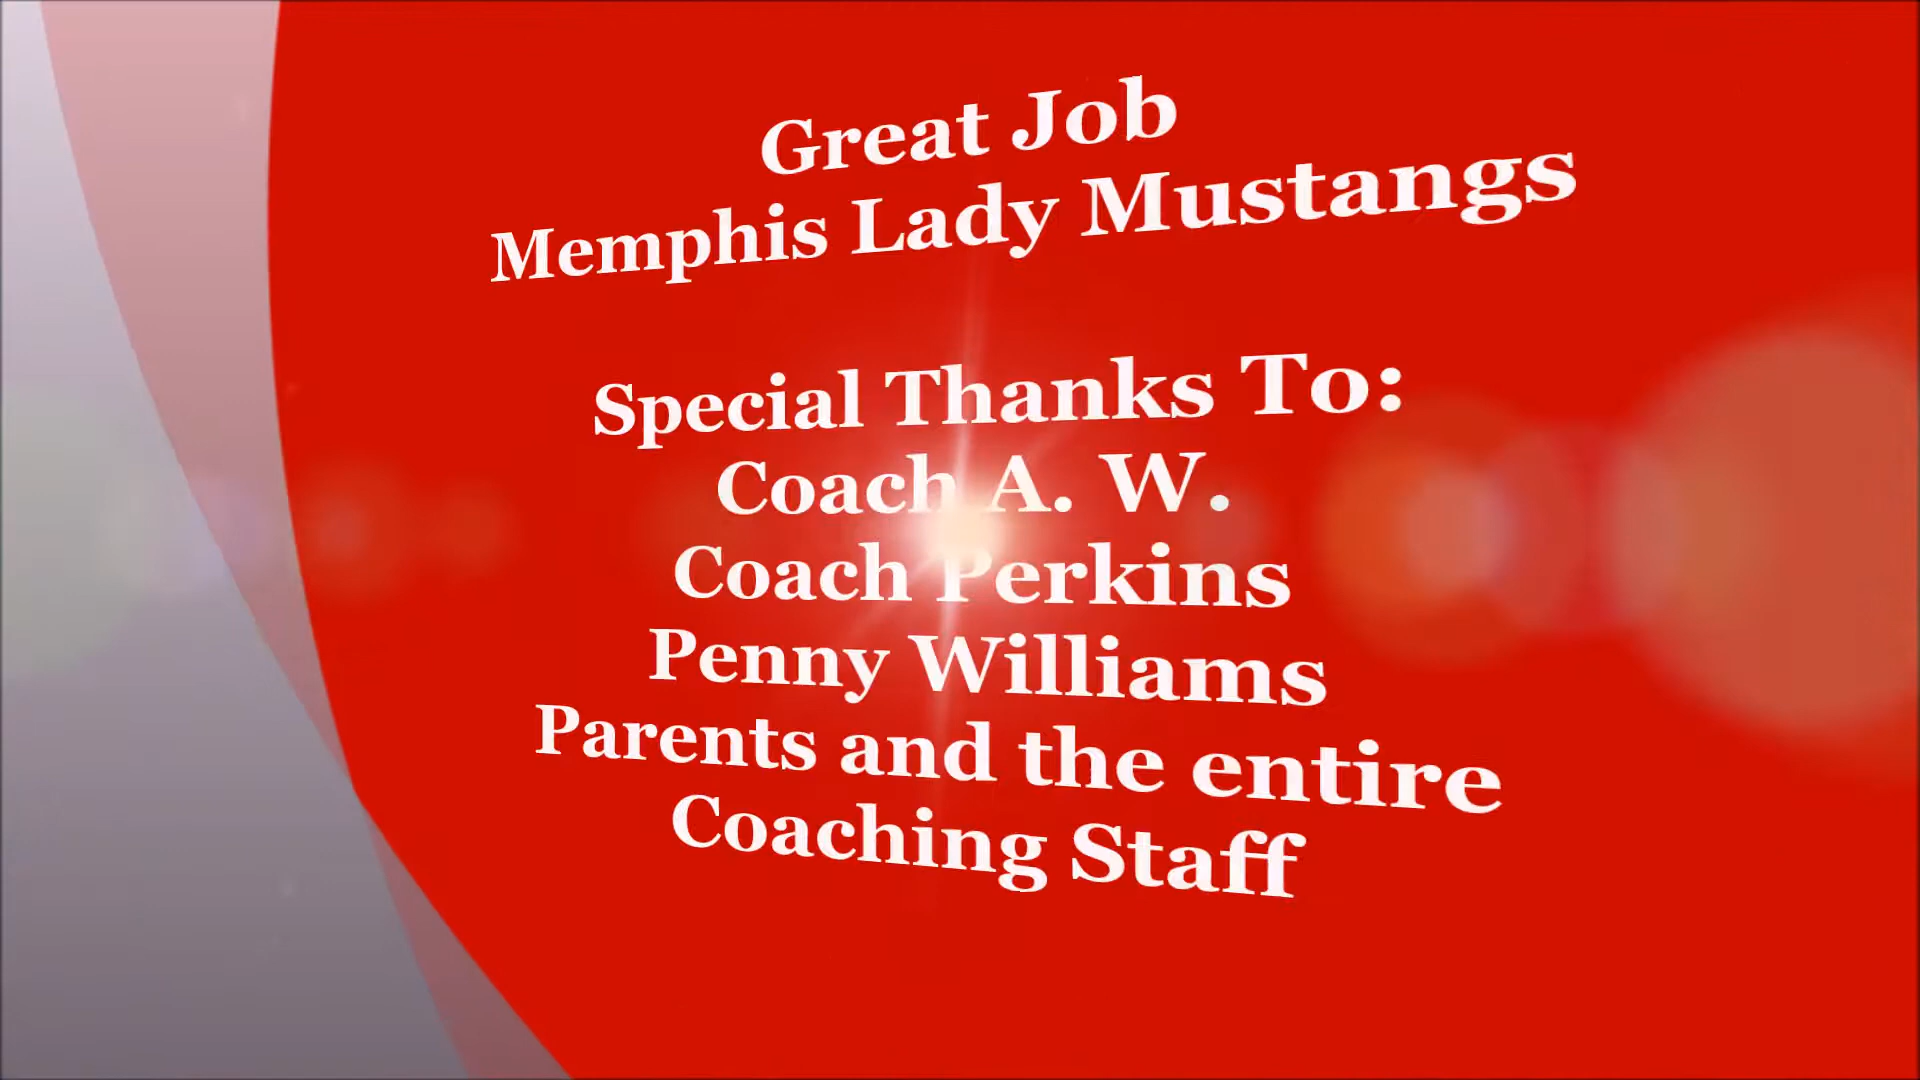 Great Job
Memphis Lady Mustangs
Special Thanks To:
Coach A. W.
Coach Perkins
Penny Williams
Parents and the entire
Coaching Staff